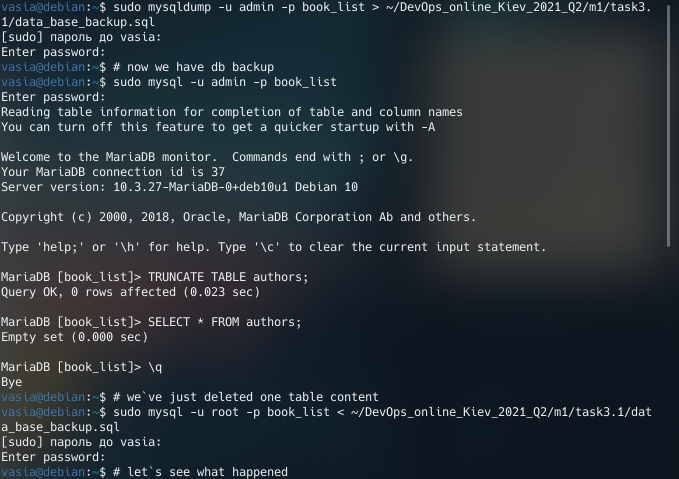 vasia@debian:~$ sudo mysqldump -u admin -p book_list > ~/DevOps_online_Kiev_2021_Q2/m1/task3.
1/data_base_backup.sql
[sudo] пароль до vasia:
Enter password:
vasia@debian:~$ # now we have db backup
vasia@debian:~$ sudo mysql -u admin -p book_list
Enter password:
Reading table information for completion of table and column names
You can turn off this feature to get a quicker startup with -A

Welcome to the MariaDB monitor.  Commands end with ; or \g.
Your MariaDB connection id is 37
Server version: 10.3.27-MariaDB-0+deb10u1 Debian 10

Copyright (c) 2000, 2018, Oracle, MariaDB Corporation Ab and others.

Type 'help;' or '\h' for help. Type '\c' to clear the current input statement.

MariaDB [book_list]> TRUNCATE TABLE authors;
Query OK, 0 rows affected (0.023 sec)

MariaDB [book_list]> SELECT * FROM authors;
Empty set (0.000 sec)

MariaDB [book_list]> \q
Bye
vasia@debian:~$ # we`ve just deleted one table content
vasia@debian:~$ sudo mysql -u root -p book_list < ~/DevOps_online_Kiev_2021_Q2/m1/task3.1/dat
a_base_backup.sql
[sudo] пароль до vasia:
Enter password:
vasia@debian:~$ # let`s see what happened